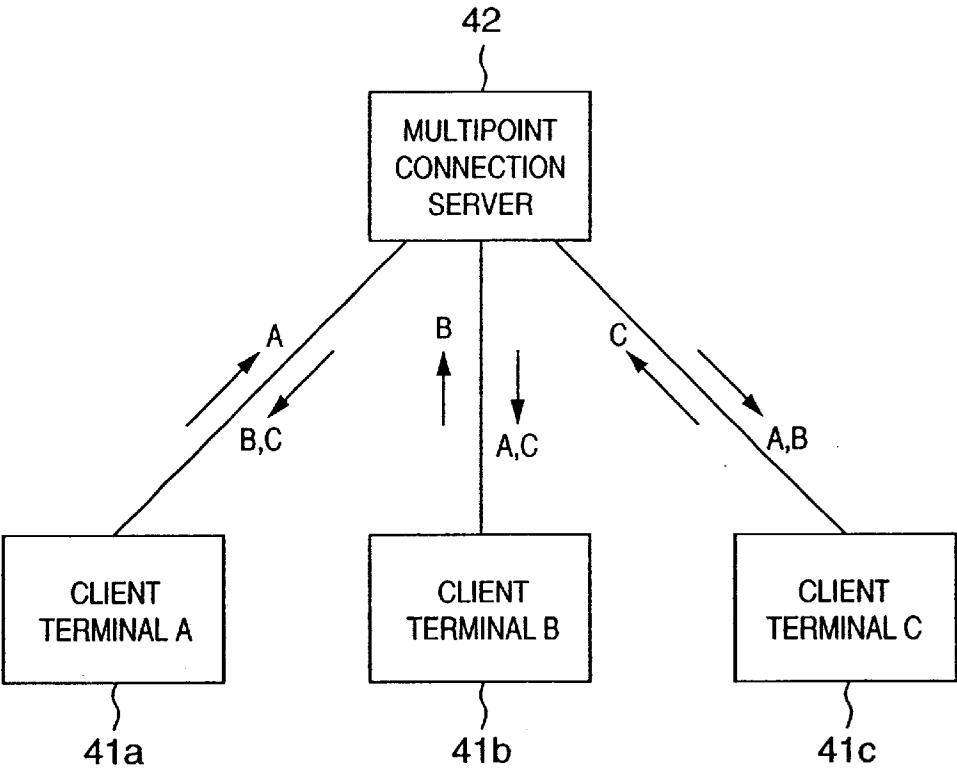 42
MULTIPOINT
CONNECTION
SERVER
A
B
C
B,C
A,C
A,B
CLIENT
TERMINAL A
CLIENT
TERMINAL B
CLIENT
TERMINAL C
41a
41b
41c